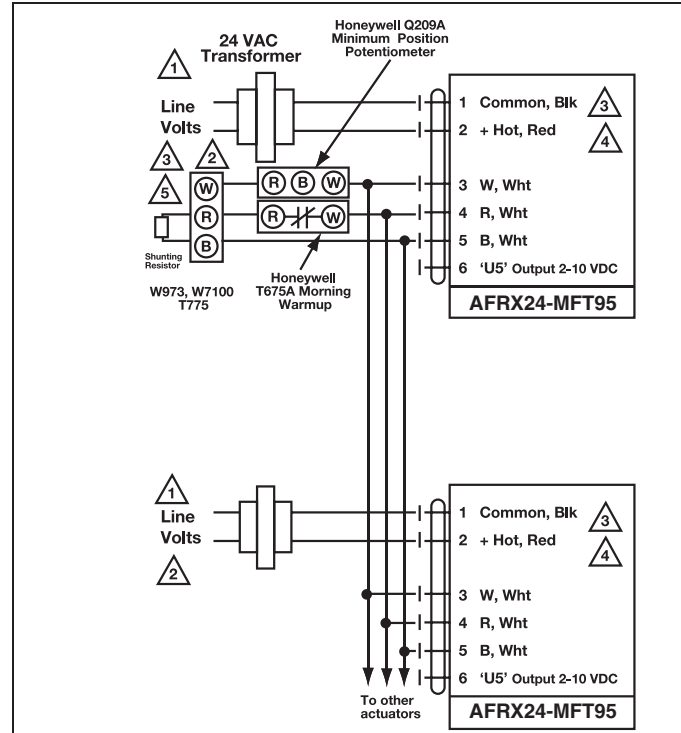 Honeywell Q209A
Minimum Position
Potentiometer
24 VAC
Transformer
1
Line
Volts
1 Common, Blk
3
2 + Hot, Red
4
3
2
5
W
R
B
R B W
R W
3 W, Wht
4 R, Wht
5 B, Wht
6 ‘U5’ Output 2-10 VDC
AFRX24-MFT95
Shunting
Resistor
W973, W7100
T775
Honeywell
T675A Morning
Warmup
1
Line
Volts
2
1 Common, Blk
3
2 + Hot, Red
4
3 W, Wht
4 R, Wht
5 B, Wht
6 ‘U5’ Output 2-10 VDC
AFRX24-MFT95
To other
actuators